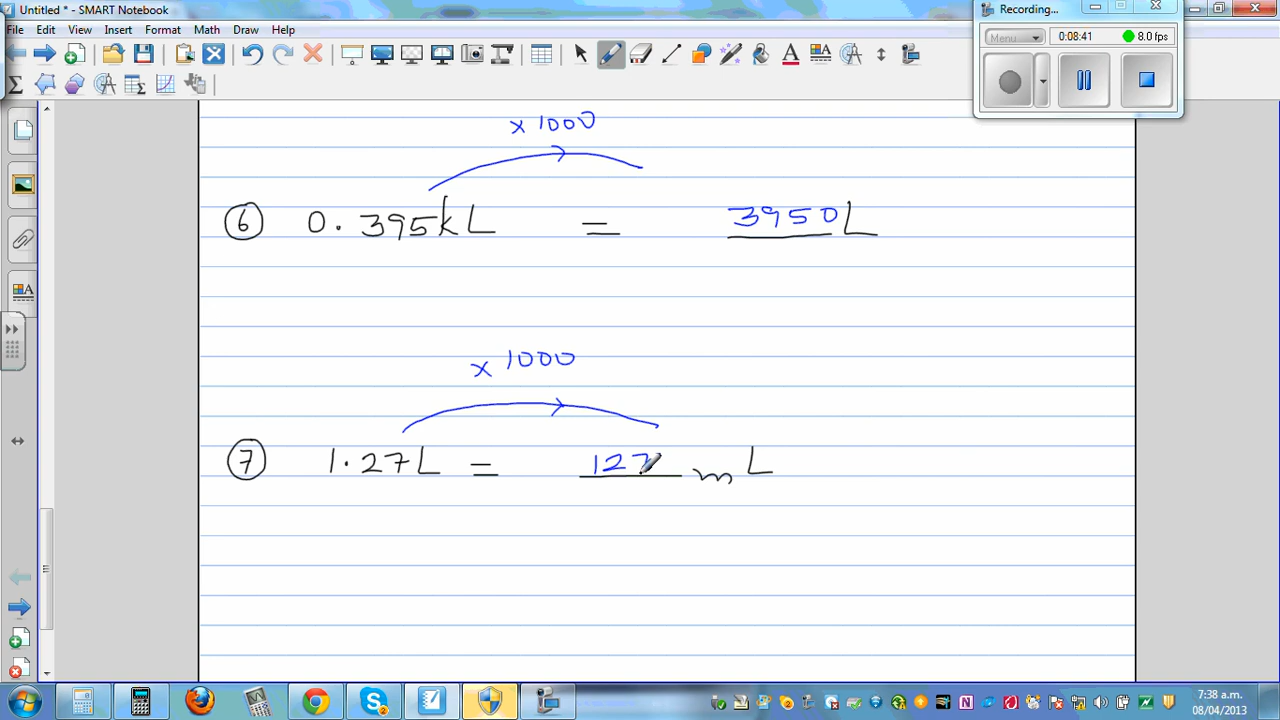 Untitled * - SMART Notebook
Recording...
File Edit View Insert Format Math Draw Help
Menu 0:08:41 8.0 fps
x 1000
6 0.395kL = 3950L
x 1000
7 1.27L = 127 mL
7:38 a.m.
08/04/2013